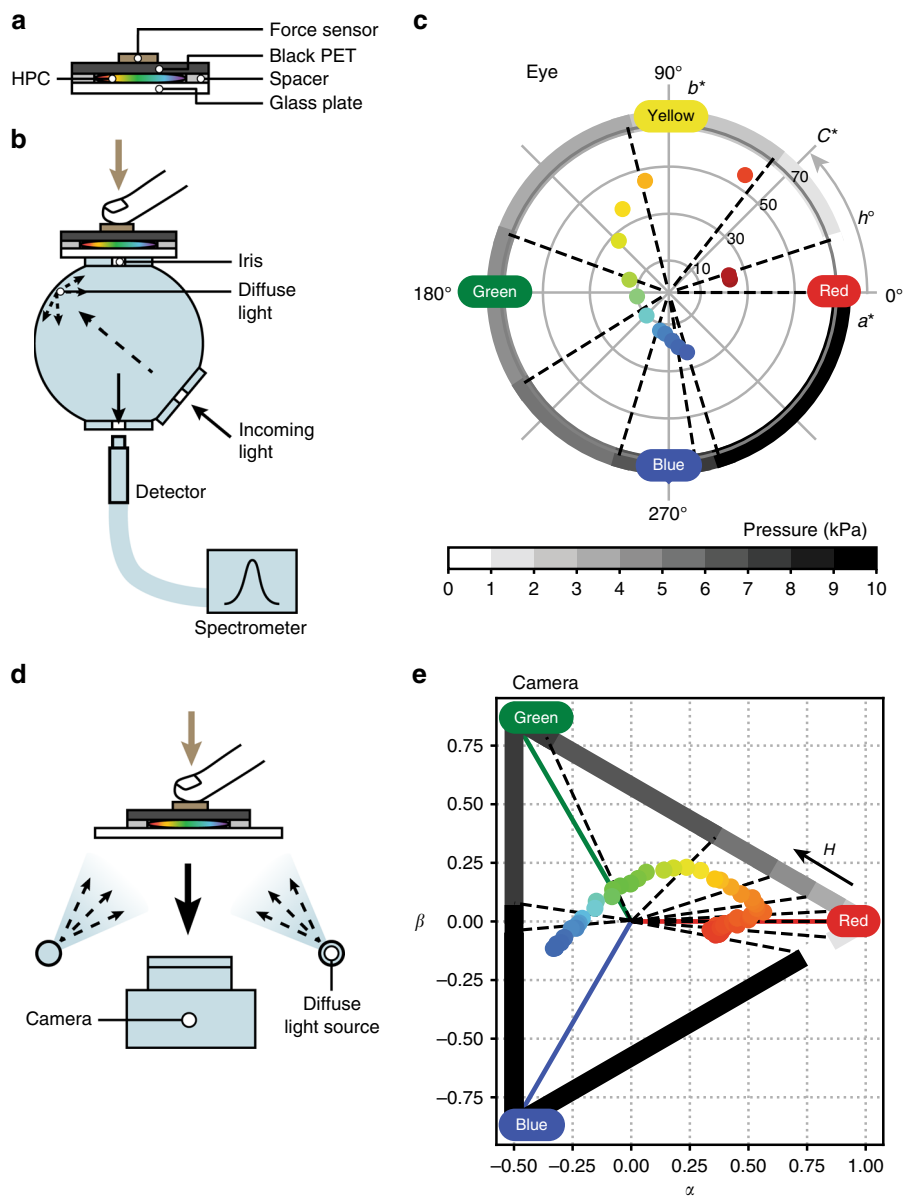 a
Force sensor
Black PET
HPC
Spacer
Glass plate
b
Iris
Diffuse
light
Incoming
light
Detector
Spectrometer
c
Eye
90°
b*
Yellow
C*
70
50
h°
30
10
180°
Green
Red
0°
a*
Blue
270°
Pressure (kPa)
0 1 2 3 4 5 6 7 8 9 10
d
Camera
Diffuse
light source
e
Camera
Green
0.75
0.50
H
0.25
β
0.00
Red
−0.25
−0.50
−0.75
Blue
−0.50 −0.25 0.00 0.25 0.50 0.75 1.00
α